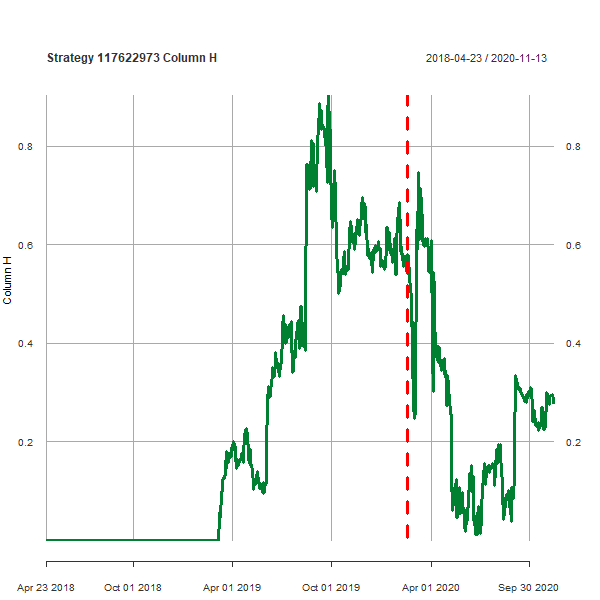 Strategy 117622973 Column H
2018-04-23 / 2020-11-13
Column H
0.8
0.6
0.4
0.2
0.8
0.6
0.4
0.2
Apr 23 2018
Oct 01 2018
Apr 01 2019
Oct 01 2019
Apr 01 2020
Sep 30 2020